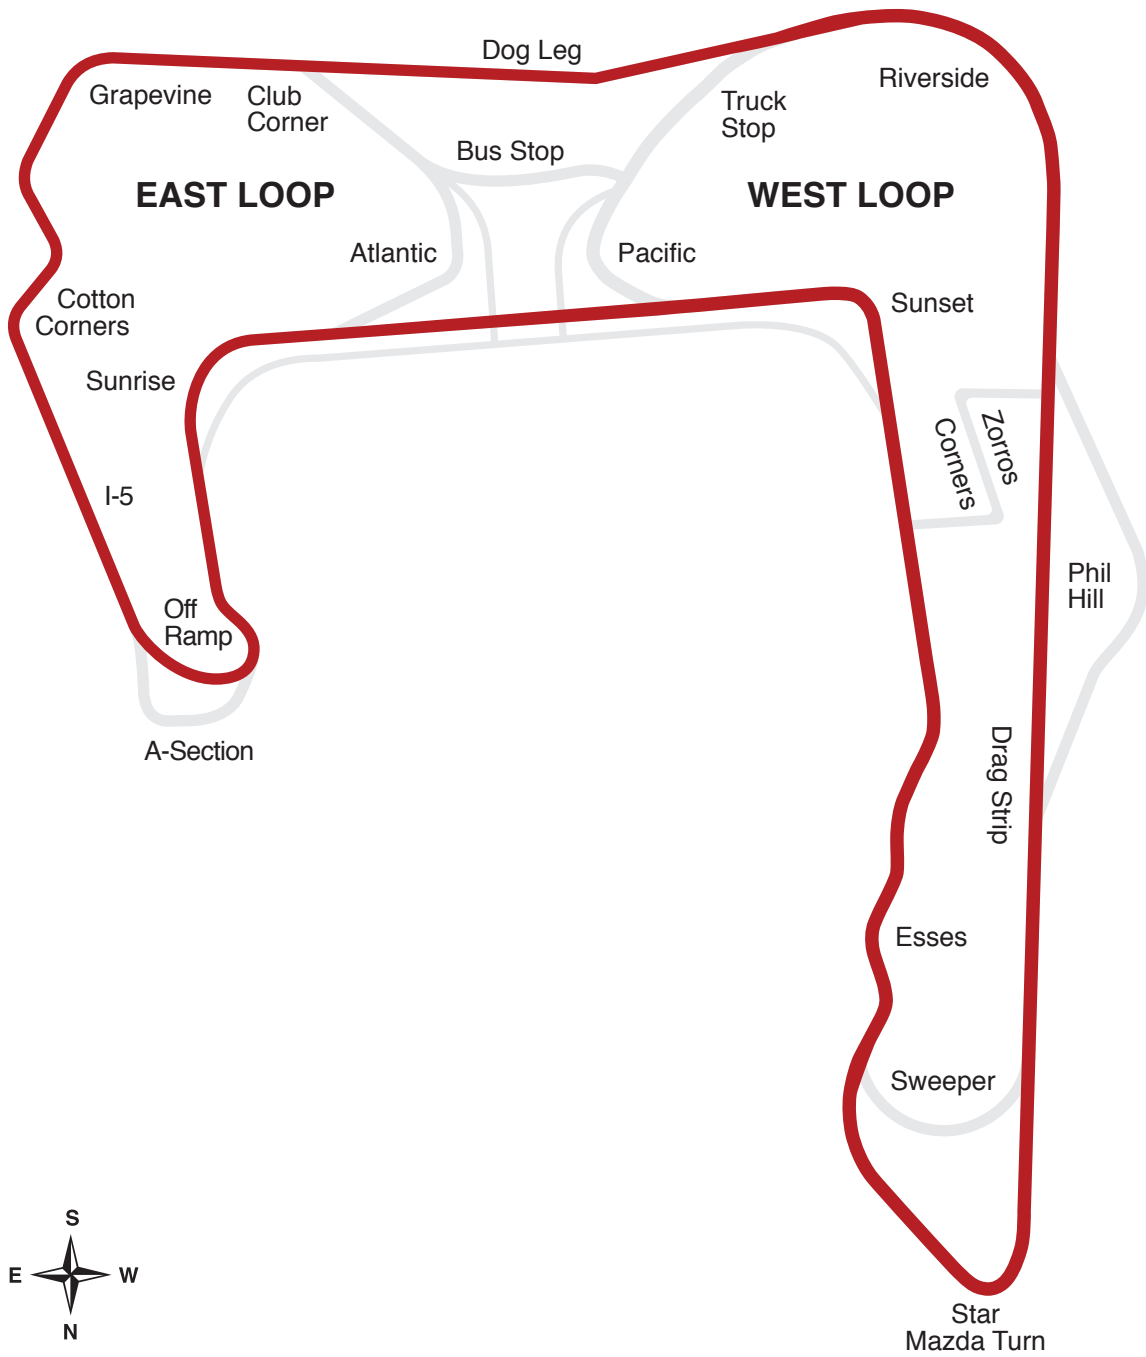 Dog Leg
Riverside
Grapevine
Club
Corner
Truck
Stop
Bus Stop
EAST LOOP
WEST LOOP
Atlantic
Pacific
Cotton
Corners
Sunset
Sunrise
Zorros
Corners
I-5
Phil
Hill
Off
Ramp
A-Section
Drag Strip
Esses
Sweeper
S
E
W
N
Star
Mazda Turn